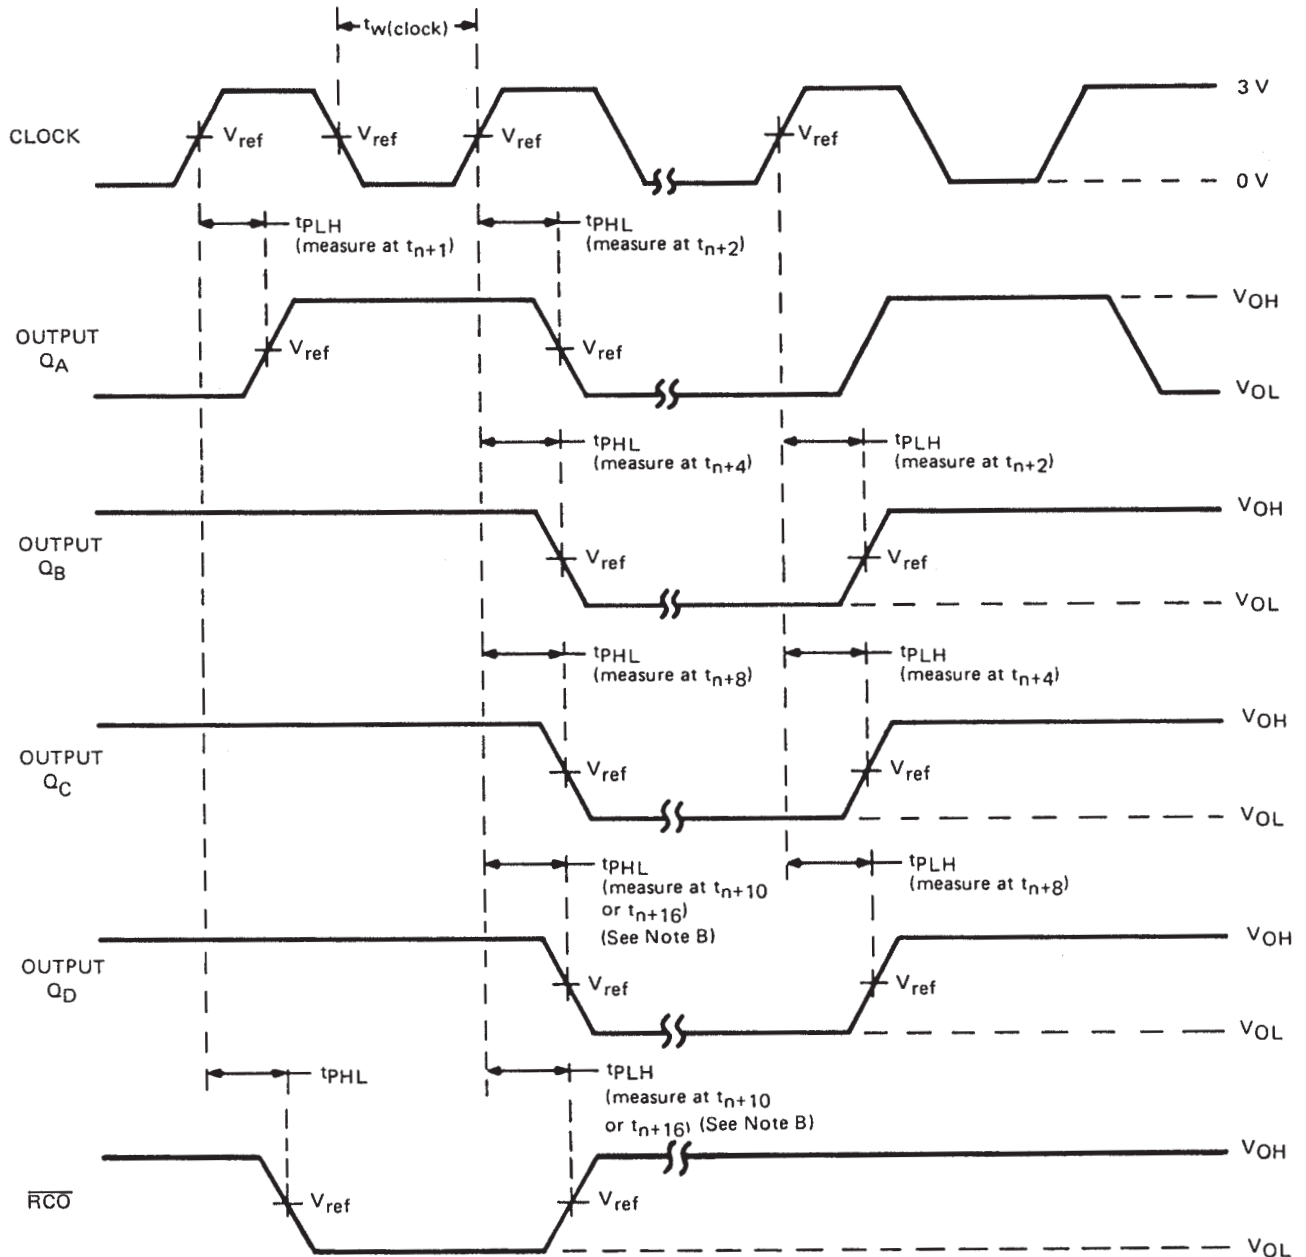 tw(clock)
3 V
CLOCK
Vref
Vref
Vref
Vref
0 V
tPLH
(measure at tn+1)
tPHL
(measure at tn+2)
VOH
OUTPUT
QA
Vref
Vref
VOL
tPHL
(measure at tn+4)
tPLH
(measure at tn+2)
VOH
OUTPUT
QB
Vref
Vref
VOL
tPHL
(measure at tn+8)
tPLH
(measure at tn+4)
VOH
OUTPUT
QC
Vref
Vref
VOL
tPHL
(measure at tn+10
or tn+16)
(See Note B)
tPLH
(measure at tn+8)
VOH
OUTPUT
QD
Vref
Vref
VOL
tPHL
tPLH
(measure at tn+10
or tn+16) (See Note B)
VOH
RCO
Vref
Vref
VOL